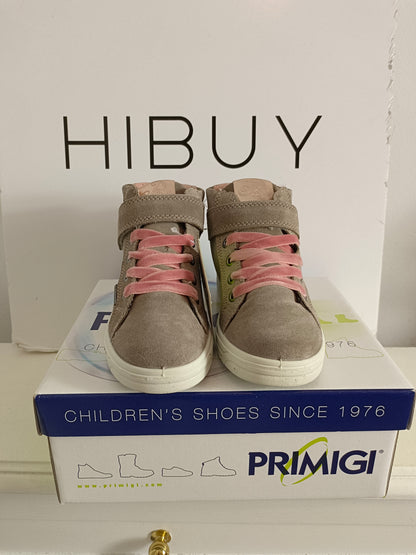 HIBUY
CHILDREN'S SHOES SINCE 1976
PRIMIGI®
www.primigi.com